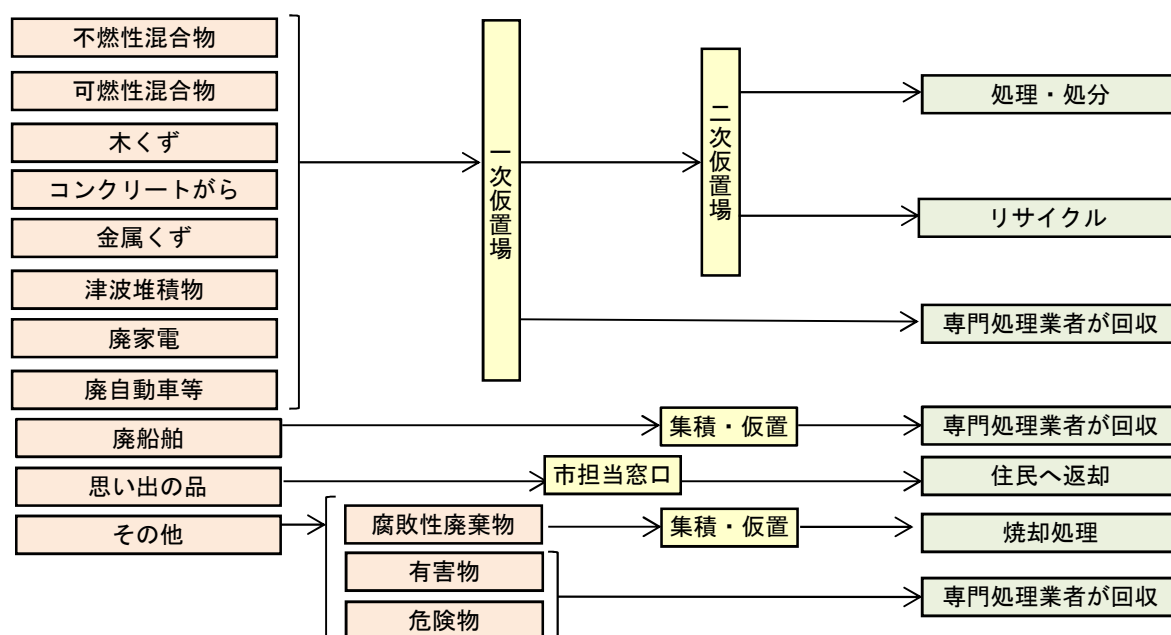 不燃性混合物
可燃性混合物
木くず
コンクリートがら
金属くず
津波堆積物
廃家電
廃自動車等
廃船舶
思い出の品
その他
一次仮置場
二次仮置場
処理・処分
リサイクル
専門処理業者が回収
集積・仮置
専門処理業者が回収
市担当窓口
住民へ返却
腐敗性廃棄物
集積・仮置
焼却処理
有害物
危険物
専門処理業者が回収